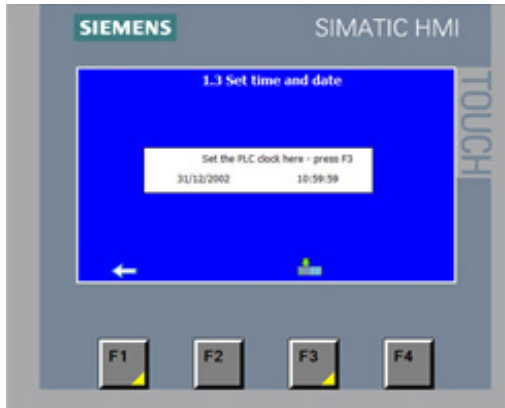 SIEMENS
SIMATIC HMI
TOUCH
1.3 Set time and date
Set the PLC clock here - press F3
31/12/2002 10:59:59
F1
F2
F3
F4